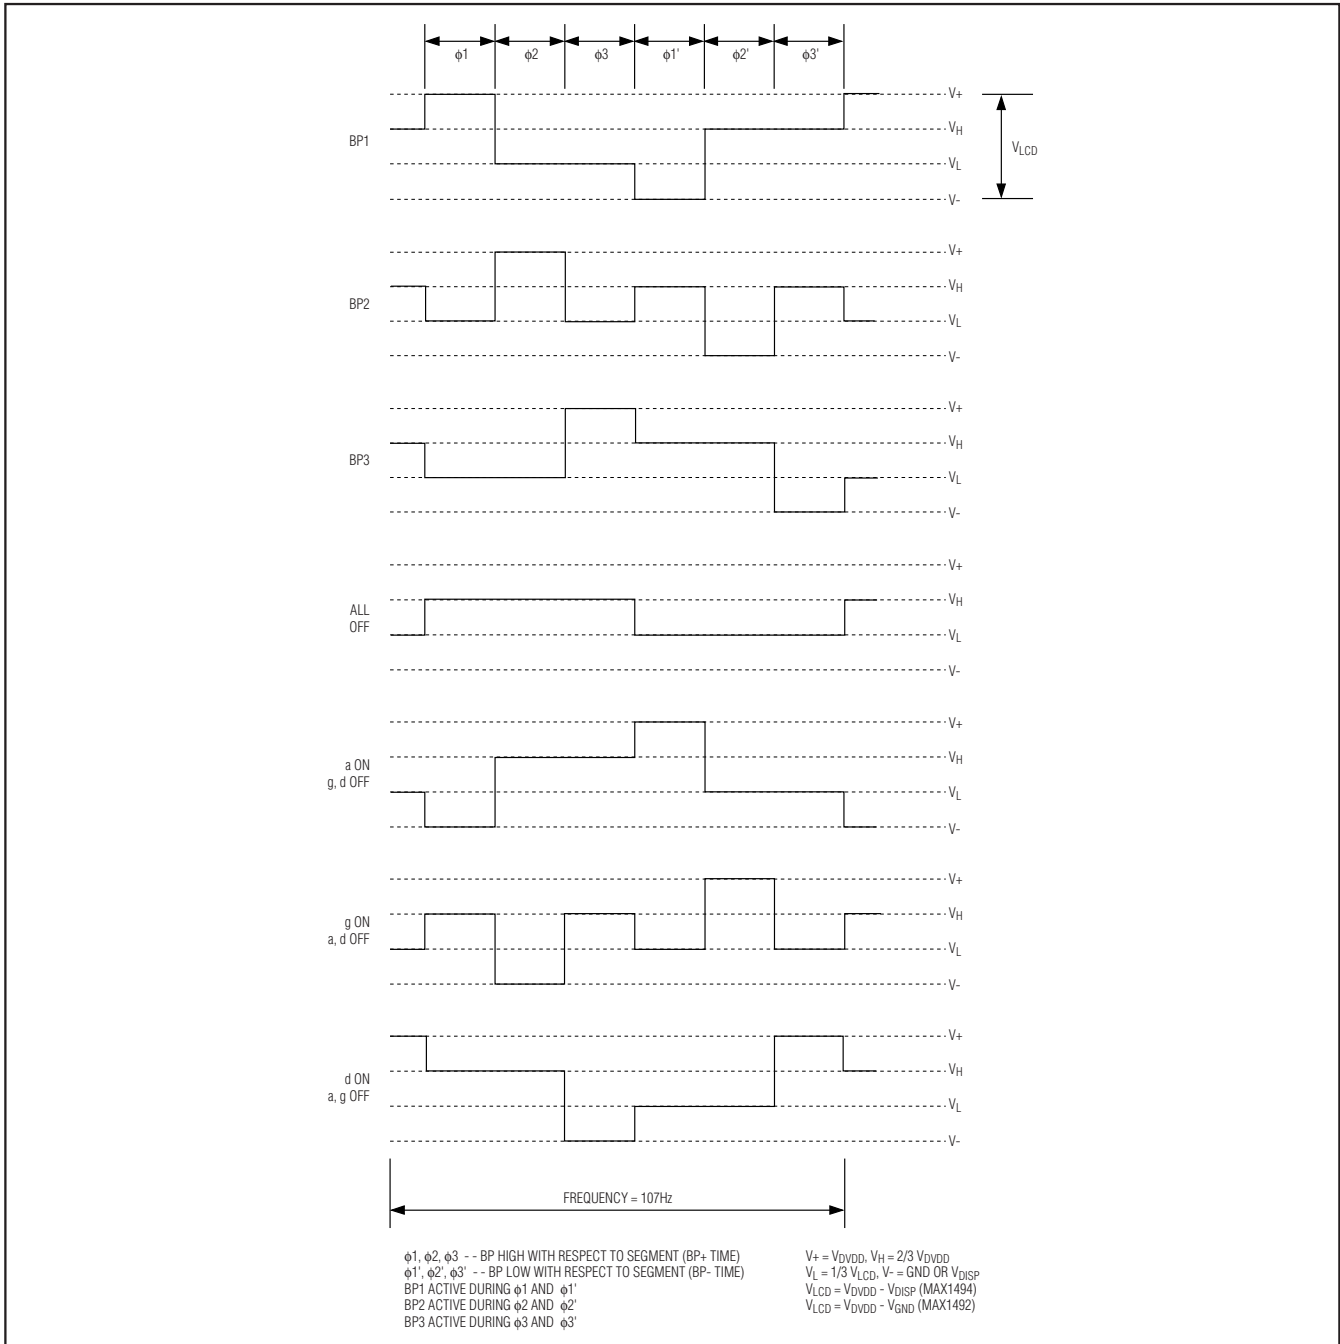 ϕ1 ϕ2 ϕ3 ϕ1' ϕ2' ϕ3'
V+
VH
BP1
VL
V-
VLCD
V+
VH
BP2
VL
V-
V+
VH
BP3
VL
V-
V+
VH
ALL
OFF
VL
V-
V+
VH
a ON
g, d OFF
VL
V-
V+
VH
g ON
a, d OFF
VL
V-
V+
VH
d ON
a, g OFF
VL
V-
FREQUENCY = 107Hz
ϕ1, ϕ2, ϕ3 - - BP HIGH WITH RESPECT TO SEGMENT (BP+ TIME)
ϕ1', ϕ2', ϕ3' - - BP LOW WITH RESPECT TO SEGMENT (BP- TIME)
BP1 ACTIVE DURING ϕ1 AND ϕ1'
BP2 ACTIVE DURING ϕ2 AND ϕ2'
BP3 ACTIVE DURING ϕ3 AND ϕ3'
V+ = VDVDD, VH = 2/3 VDVDD
VL = 1/3 VLCD, V- = GND OR VDISP
VLCD = VDVDD - VDISP (MAX1494)
VLCD = VDVDD - VGND (MAX1492)